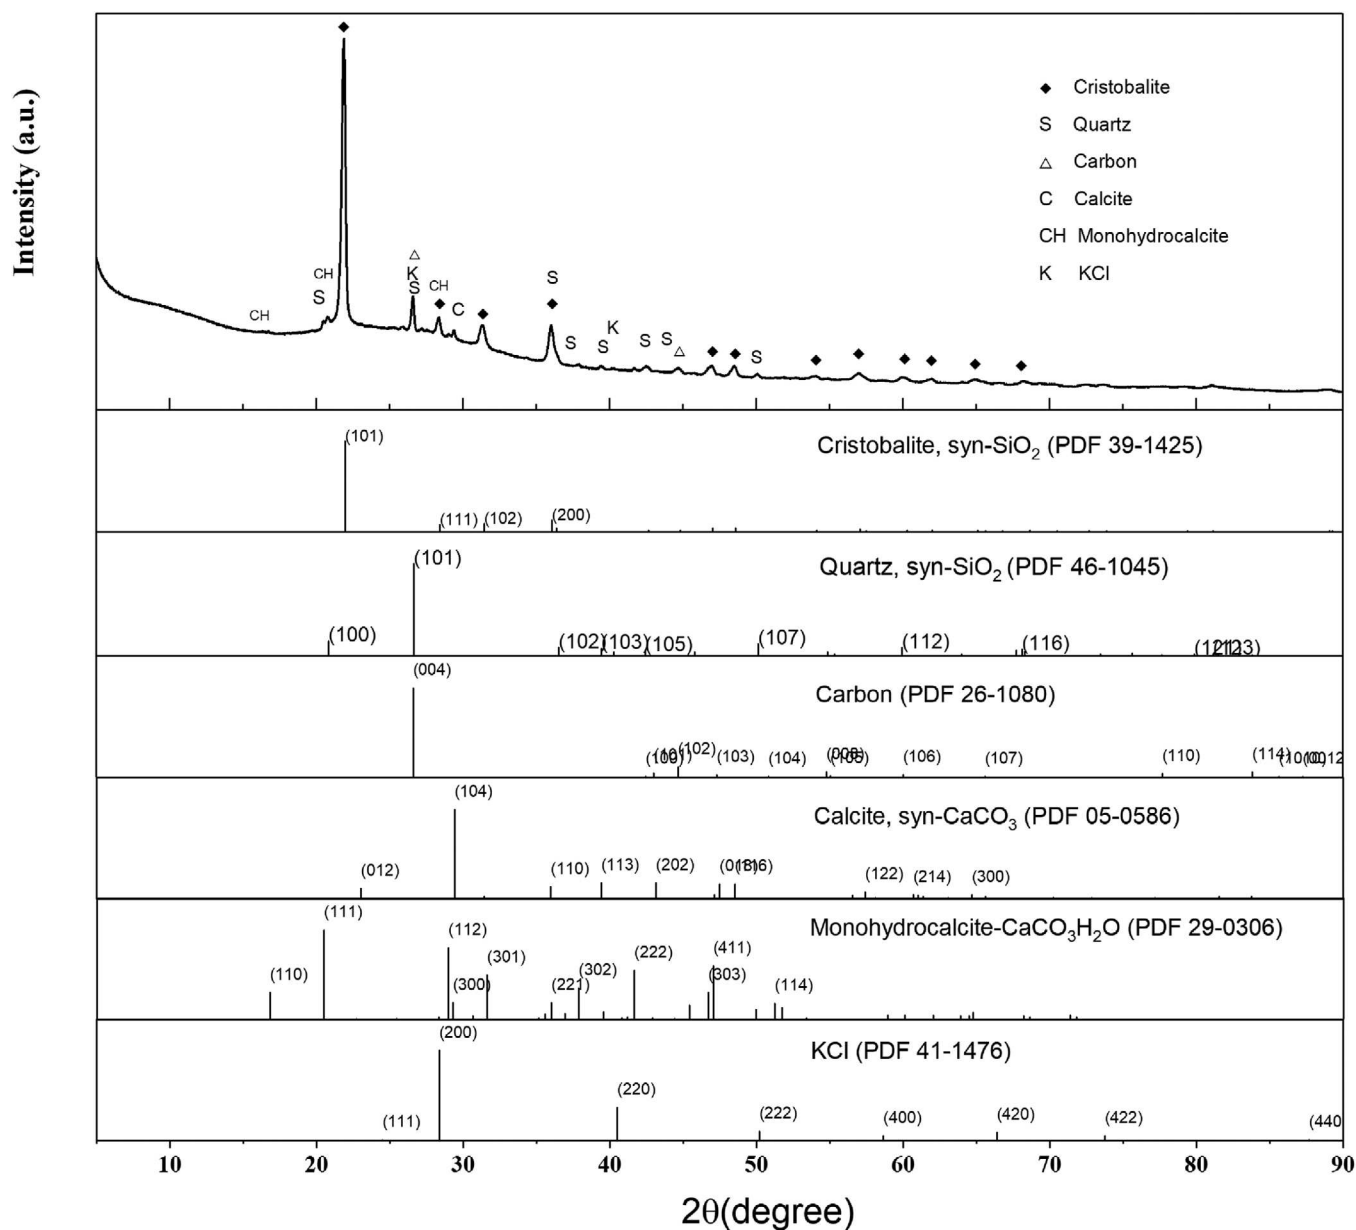 Intensity (a.u.)
◆ Cristobalite
S Quartz
△ Carbon
C Calcite
CH Monohydrocalcite
K KCl
CH
CH
S
K
S
CH
C
S
S
S
K
S
S
S
Cristobalite, syn-SiO₂ (PDF 39-1425)
(101)
(111)
(102)
(200)
Quartz, syn-SiO₂ (PDF 46-1045)
(100)
(101)
(102)
(103)
(105)
(107)
(112)
(116)
Carbon (PDF 26-1080)
(004)
(102)
(103)
(104)
(106)
(107)
(110)
(114)
Calcite, syn-CaCO₃ (PDF 05-0586)
(012)
(104)
(110)
(113)
(202)
(122)
(214)
(300)
Monohydrocalcite-CaCO₃H₂O (PDF 29-0306)
(110)
(111)
(112)
(300)
(301)
(221)
(302)
(222)
(411)
(303)
(114)
KCl (PDF 41-1476)
(111)
(200)
(220)
(222)
(400)
(420)
(422)
(440
10 20 30 40 50 60 70 80 90
2θ(degree)